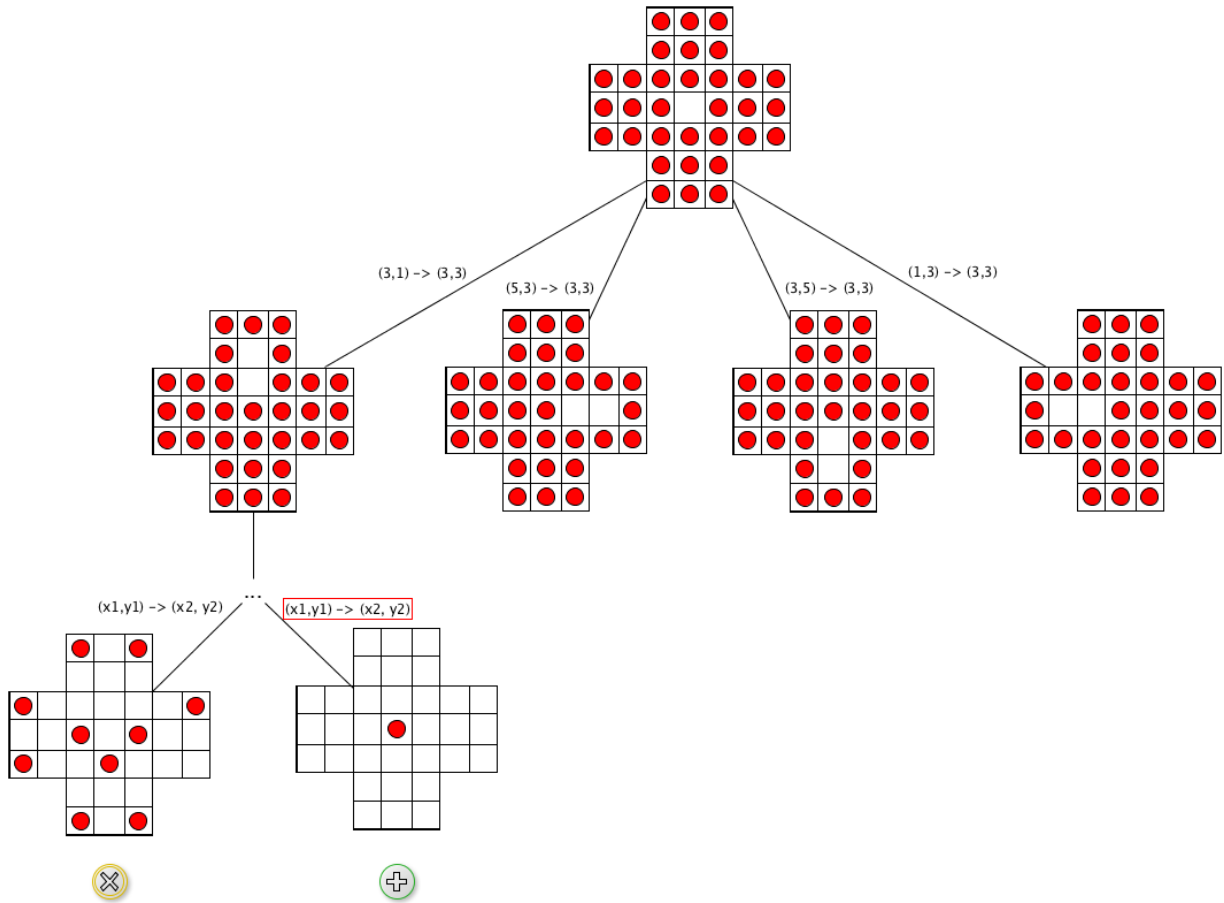 (3,1) -> (3,3)
(5,3) -> (3,3)
(3,5) -> (3,3)
(1,3) -> (3,3)
...
(x1,y1) -> (x2, y2)
(x1,y1) -> (x2, y2)